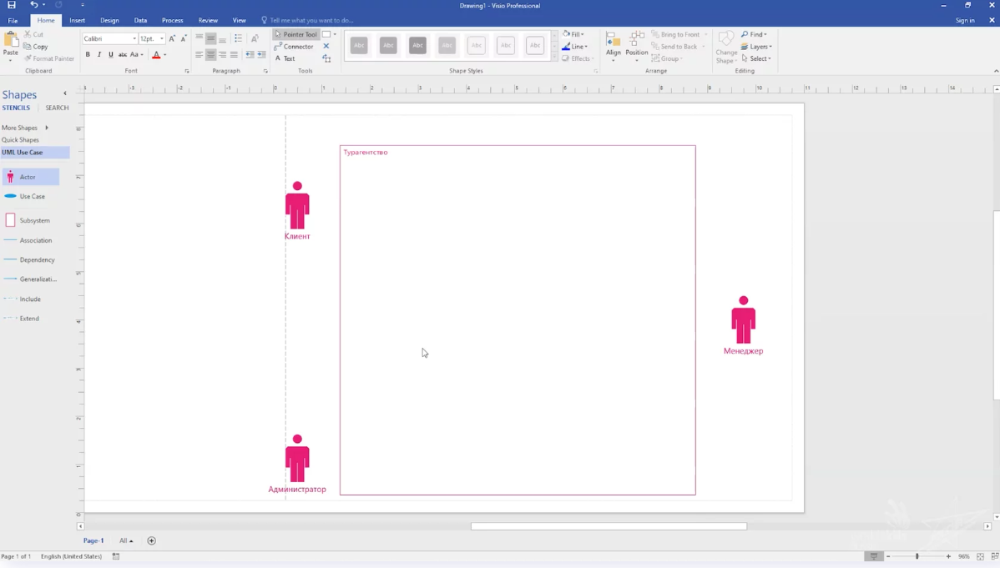 Drawing1 - Visio Professional
File Home Insert Design Data Process Review View Tell me what you want to do... Sign in
Paste
Cut
Copy
Format Painter
Clipboard
Calibri 12pt. A A
B I U abc Aa A
Font
Paragraph
Pointer Tool
Connector
A Text
Tools
Abc Abc Abc Abc Abc Abc Abc
Shape Styles
Fill
Line
Effects
Align
Position
Bring to Front
Send to Back
Group
Arrange
Change Shape
Find
Layers
Select
Editing
Shapes
STENCILS SEARCH
More Shapes
Quick Shapes
UML Use Case
Actor
Use Case
Subsystem
Association
Dependency
Generalizati...
Include
Extend
Турагентство
Клиент
Менеджер
Администратор
Page-1 All
Page 1 of 1 English (United States) 96%